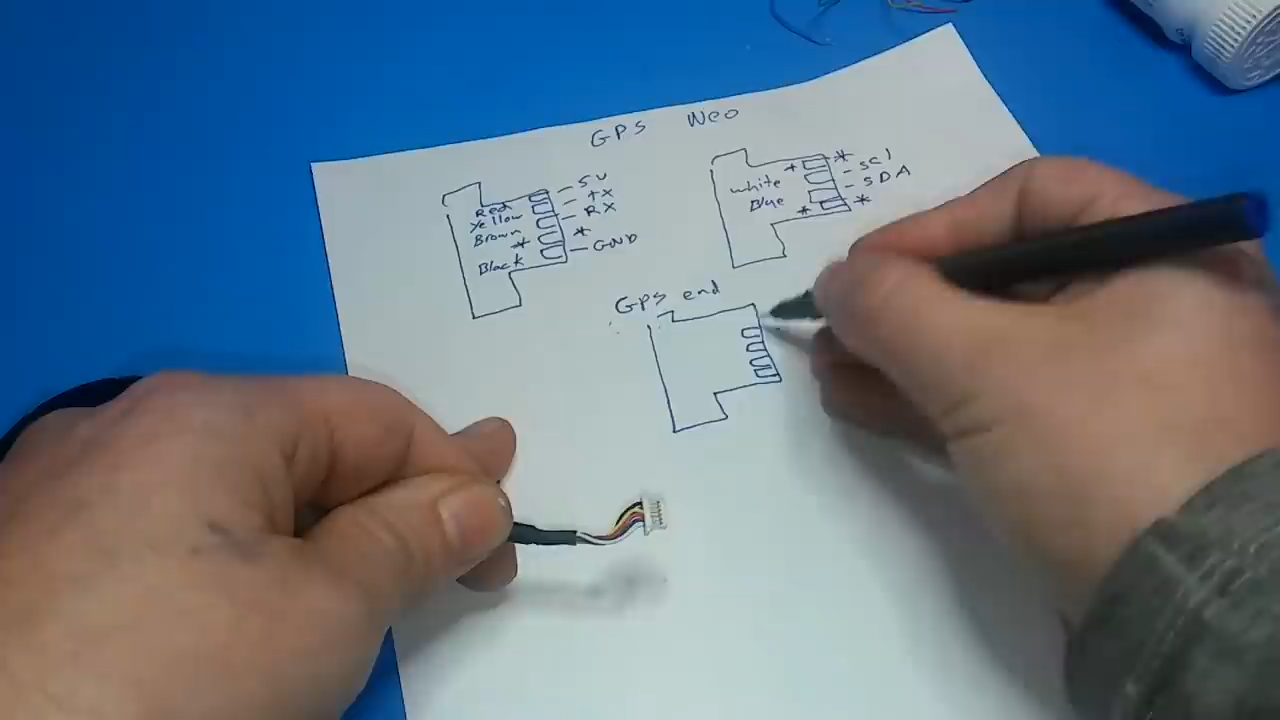 GPS Neo
Red — 5V
Yellow — TX
Brown — RX
* *
Black — GND
* *
white — SCl
Blue — SDA
* *
GPS end